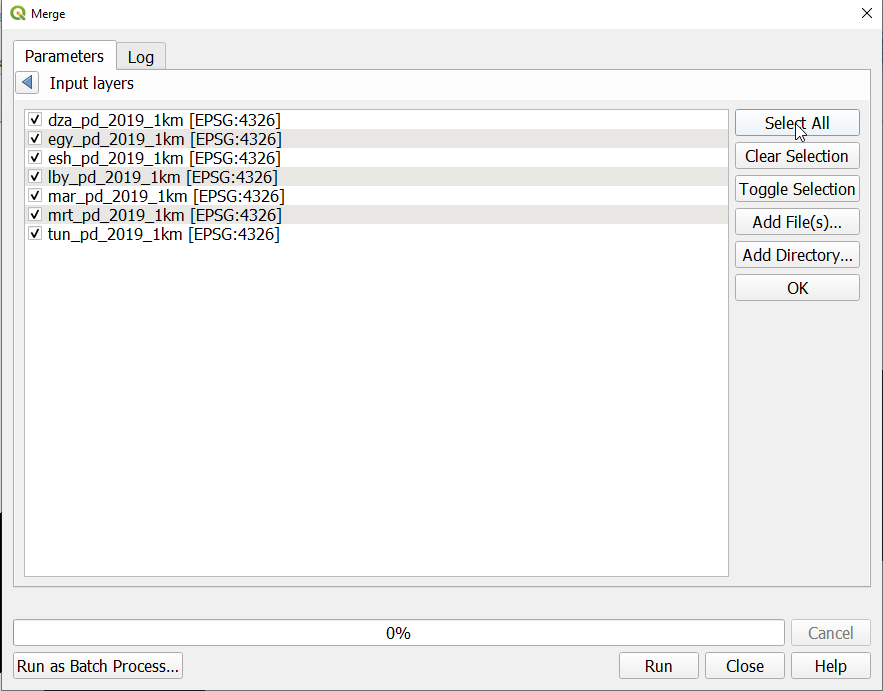 Merge
Parameters
Log
Input layers
dza_pd_2019_1km [EPSG:4326]
egy_pd_2019_1km [EPSG:4326]
esh_pd_2019_1km [EPSG:4326]
lby_pd_2019_1km [EPSG:4326]
mar_pd_2019_1km [EPSG:4326]
mrt_pd_2019_1km [EPSG:4326]
tun_pd_2019_1km [EPSG:4326]
Select All
Clear Selection
Toggle Selection
Add File(s)...
Add Directory...
OK
0%
Cancel
Run as Batch Process...
Run
Close
Help